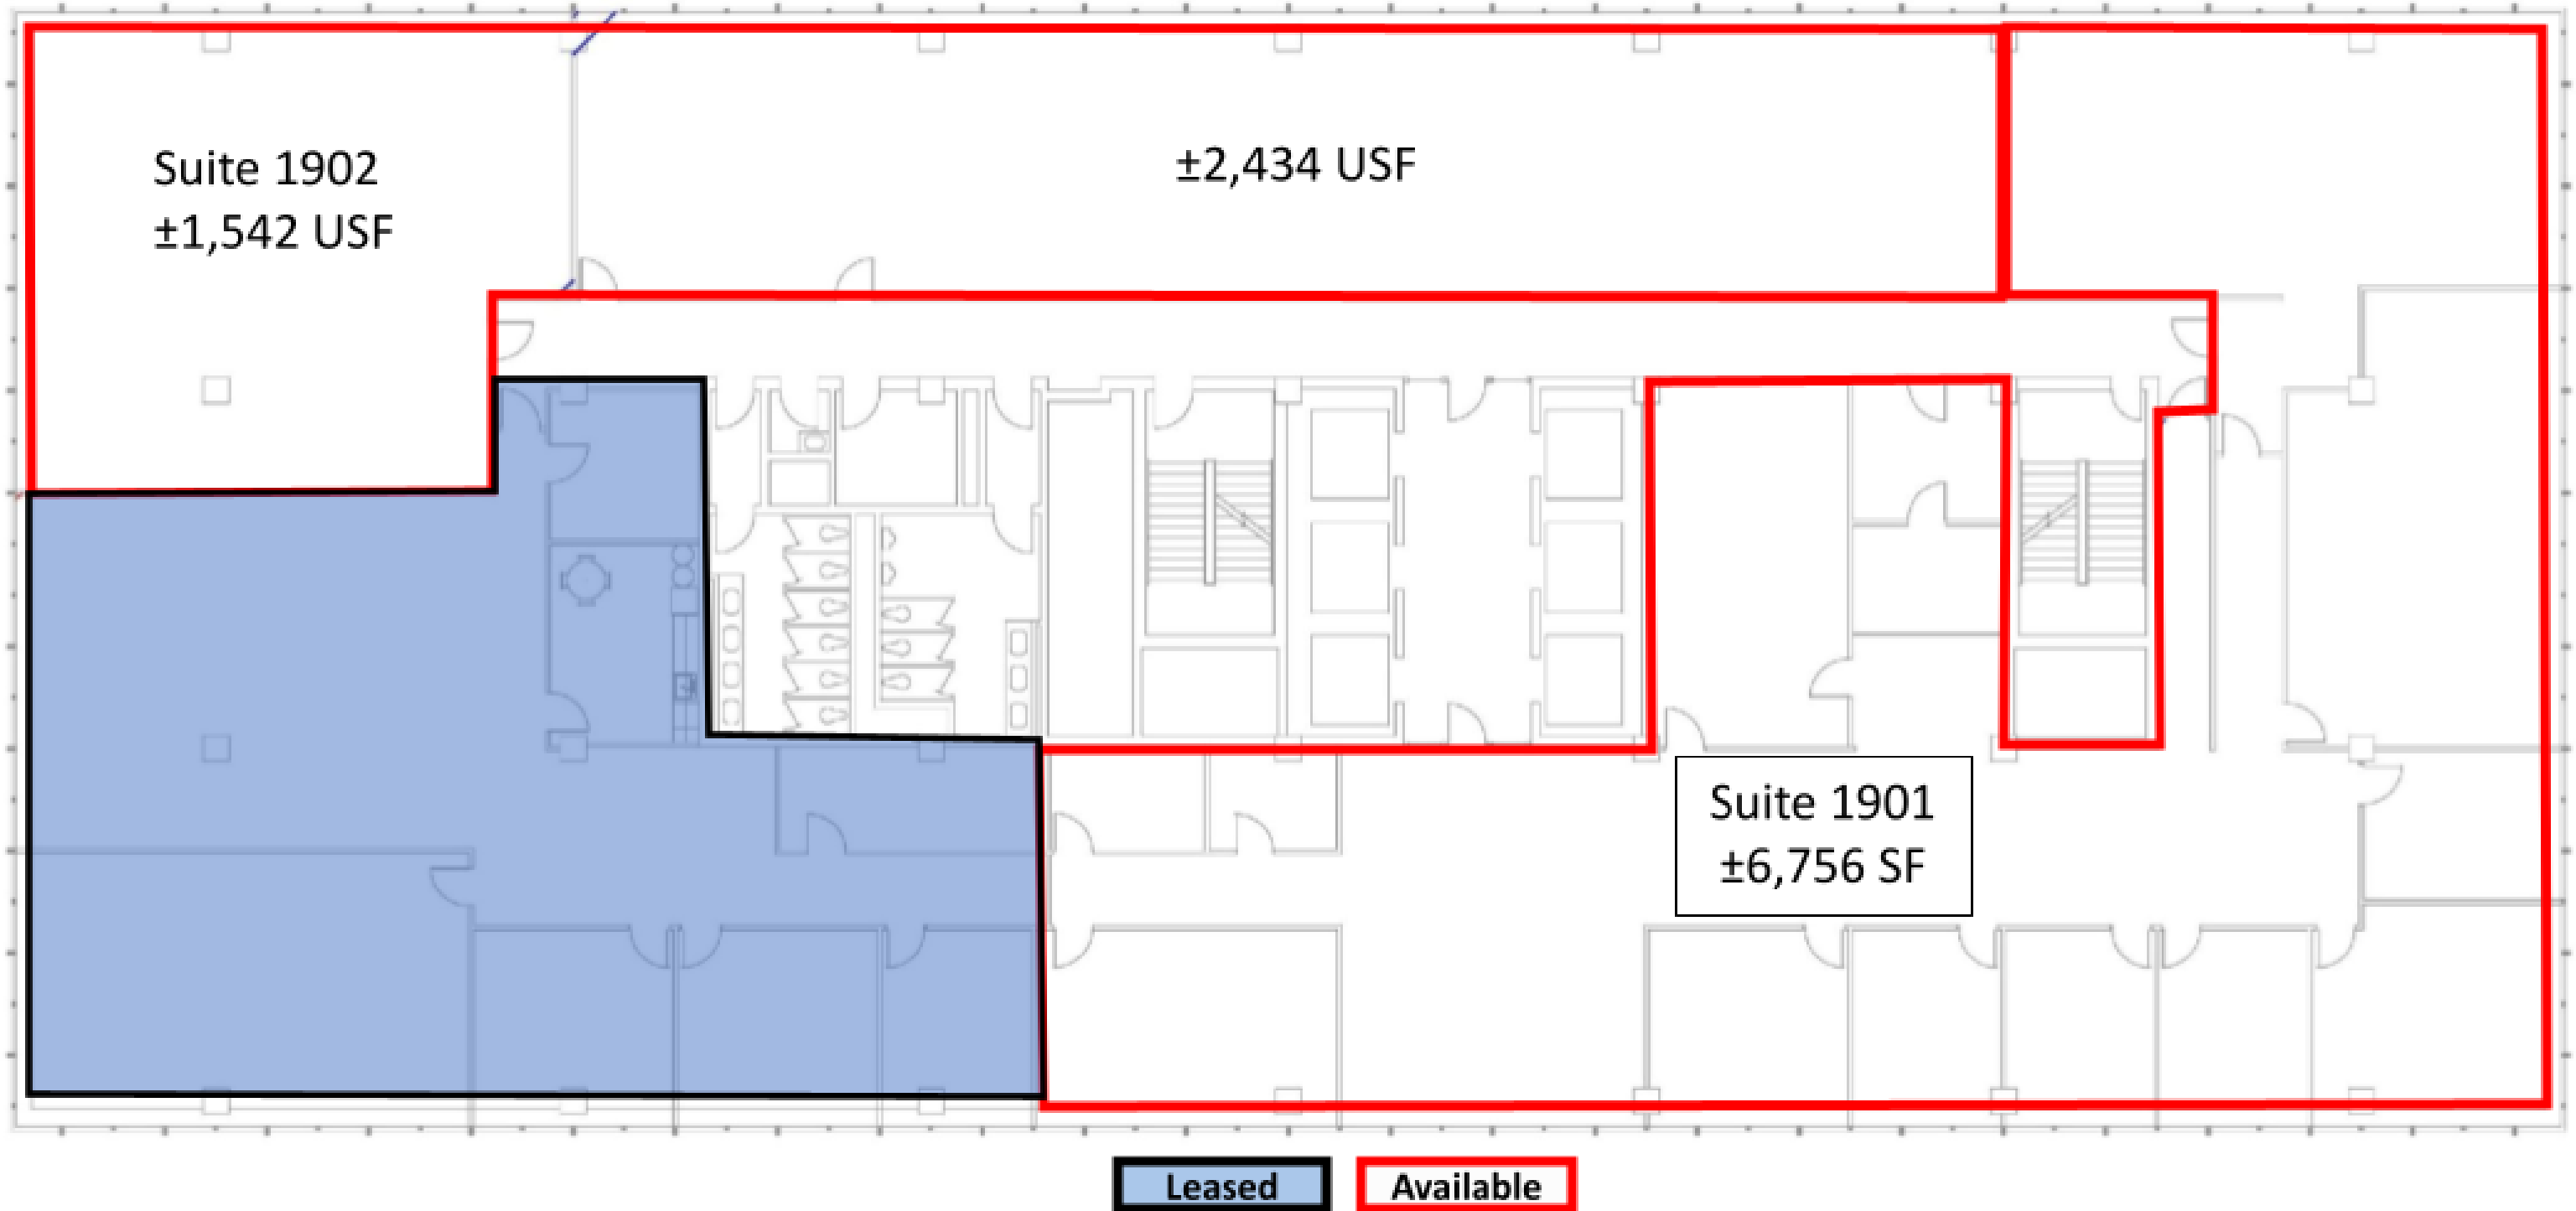 Suite 1902
±1,542 USF
±2,434 USF
Suite 1901
±6,756 SF
Leased
Available